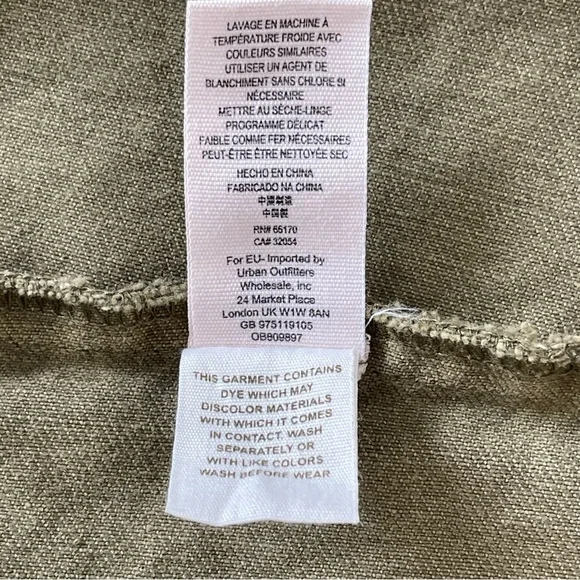 LAVAGE EN MACHINE À
TEMPÉRATURE FROIDE AVEC
COULEURS SIMILAIRES
UTILISER UN AGENT DE
BLANCHIMENT SANS CHLORE SI
NÉCESSAIRE
METTRE AU SÈCHE-LINGE
PROGRAMME DÉLICAT
FAIBLE COMME FER NÉCESSAIRES
PEUT-ÊTRE ÊTRE NETTOYÉE SEC
HECHO EN CHINA
FABRICADO NA CHINA
中國製造
中国製
RN# 66170
CA# 32054
For EU- Imported by
Urban Outfitters
Wholesale, inc
24 Market Place
London UK W1W 8AN
GB 975119105
OB809897
THIS GARMENT CONTAINS
DYE WHICH MAY
DISCOLOR MATERIALS
WITH WHICH IT COMES
IN CONTACT. WASH
SEPARATELY OR
WITH LIKE COLORS
WASH BEFORE WEAR